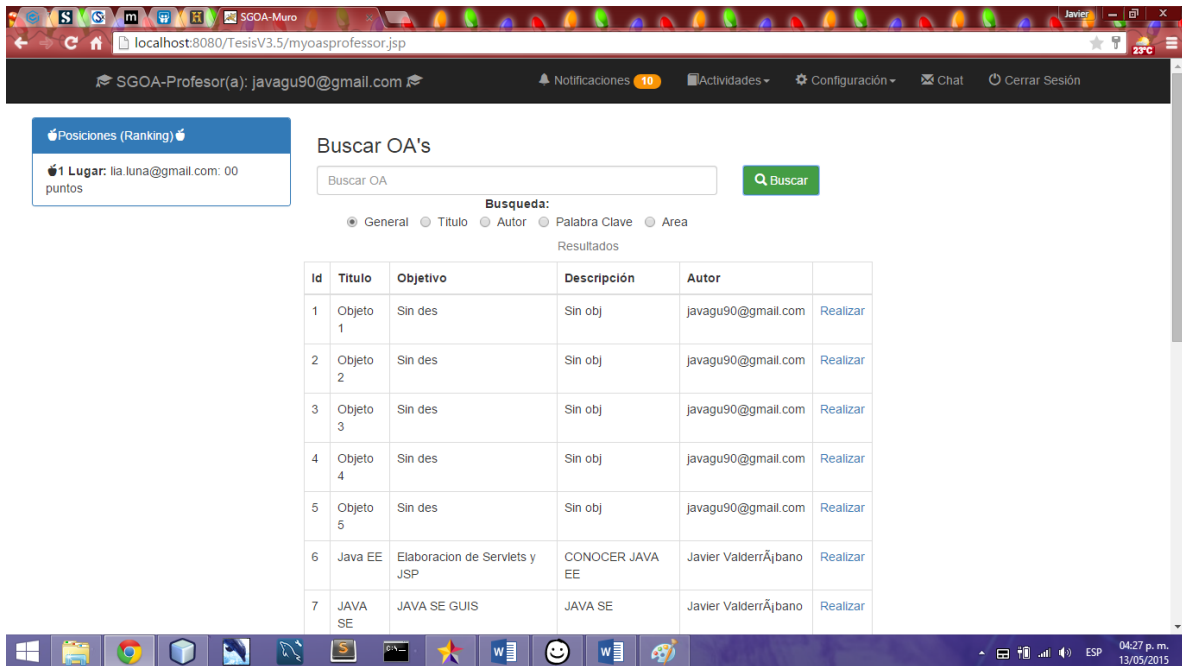 SGOA-Muro
Javier
localhost:8080/TesisV3.5/myoasprofessor.jsp
23°C
SGOA-Profesor(a): javagu90@gmail.com
Notificaciones 10
Actividades
Configuración
Chat
Cerrar Sesión
Posiciones (Ranking)
1 Lugar: lia.luna@gmail.com: 00
puntos
Buscar OA's
Buscar OA
Buscar
Busqueda:
General Titulo Autor Palabra Clave Area
Resultados
Id Titulo Objetivo Descripción Autor
1 Objeto 1 Sin des Sin obj javagu90@gmail.com Realizar
2 Objeto 2 Sin des Sin obj javagu90@gmail.com Realizar
3 Objeto 3 Sin des Sin obj javagu90@gmail.com Realizar
4 Objeto 4 Sin des Sin obj javagu90@gmail.com Realizar
5 Objeto 5 Sin des Sin obj javagu90@gmail.com Realizar
6 Java EE Elaboracion de Servlets y JSP CONOCER JAVA EE Javier ValderrÃ¡bano Realizar
7 JAVA SE JAVA SE GUIS JAVA SE Javier ValderrÃ¡bano Realizar
ESP
04:27 p. m.
13/05/2015